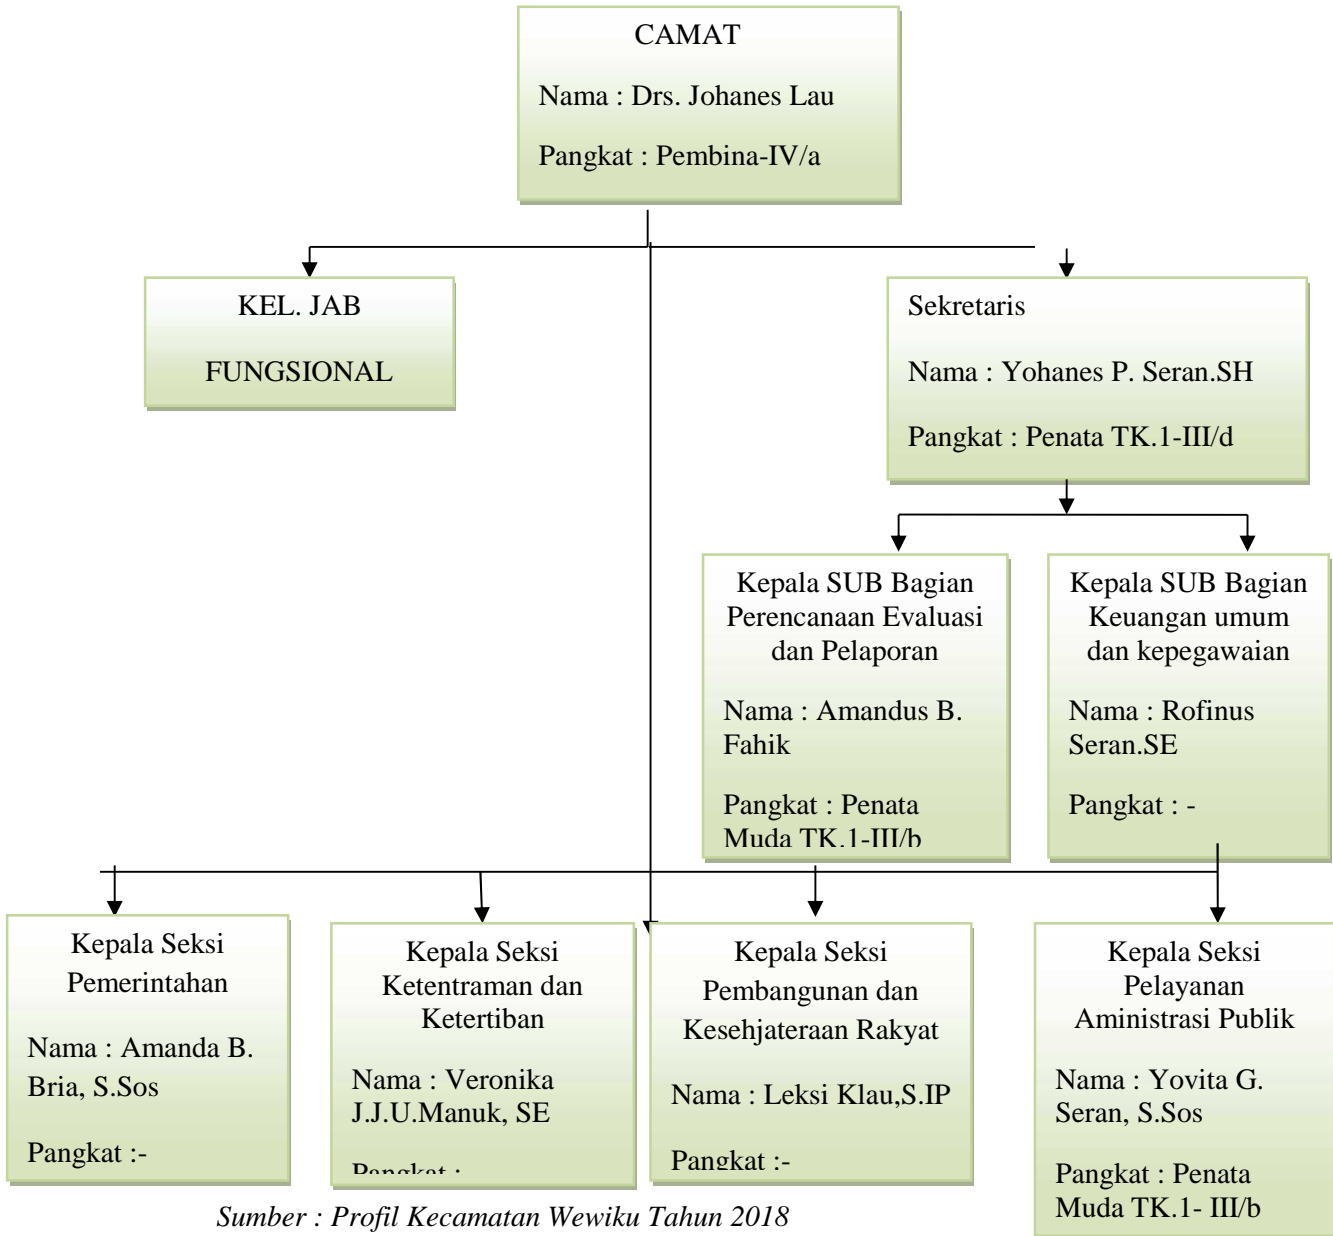 CAMAT
Nama : Drs. Johanes Lau
Pangkat : Pembina-IV/a
KEL. JAB
FUNGSIONAL
Sekretaris
Nama : Yohanes P. Seran.SH
Pangkat : Penata TK.1-III/d
Kepala SUB Bagian
Perencanaan Evaluasi
dan Pelaporan
Nama : Amandus B.
Fahik
Pangkat : Penata
Muda TK.1-III/b
Kepala SUB Bagian
Keuangan umum
dan kepegawaian
Nama : Rofinus
Seran.SE
Pangkat : -
Kepala Seksi
Pemerintahan
Nama : Amanda B.
Bria, S.Sos
Pangkat :-
Kepala Seksi
Ketentraman dan
Ketertiban
Nama : Veronika
J.J.U.Manuk, SE
Pangkat :
Kepala Seksi
Pembangunan dan
Kesehjateraan Rakyat
Nama : Leksi Klau,S.IP
Pangkat :-
Kepala Seksi
Pelayanan
Aministrasi Publik
Nama : Yovita G.
Seran, S.Sos
Pangkat : Penata
Muda TK.1- III/b
Sumber : Profil Kecamatan Wewiku Tahun 2018